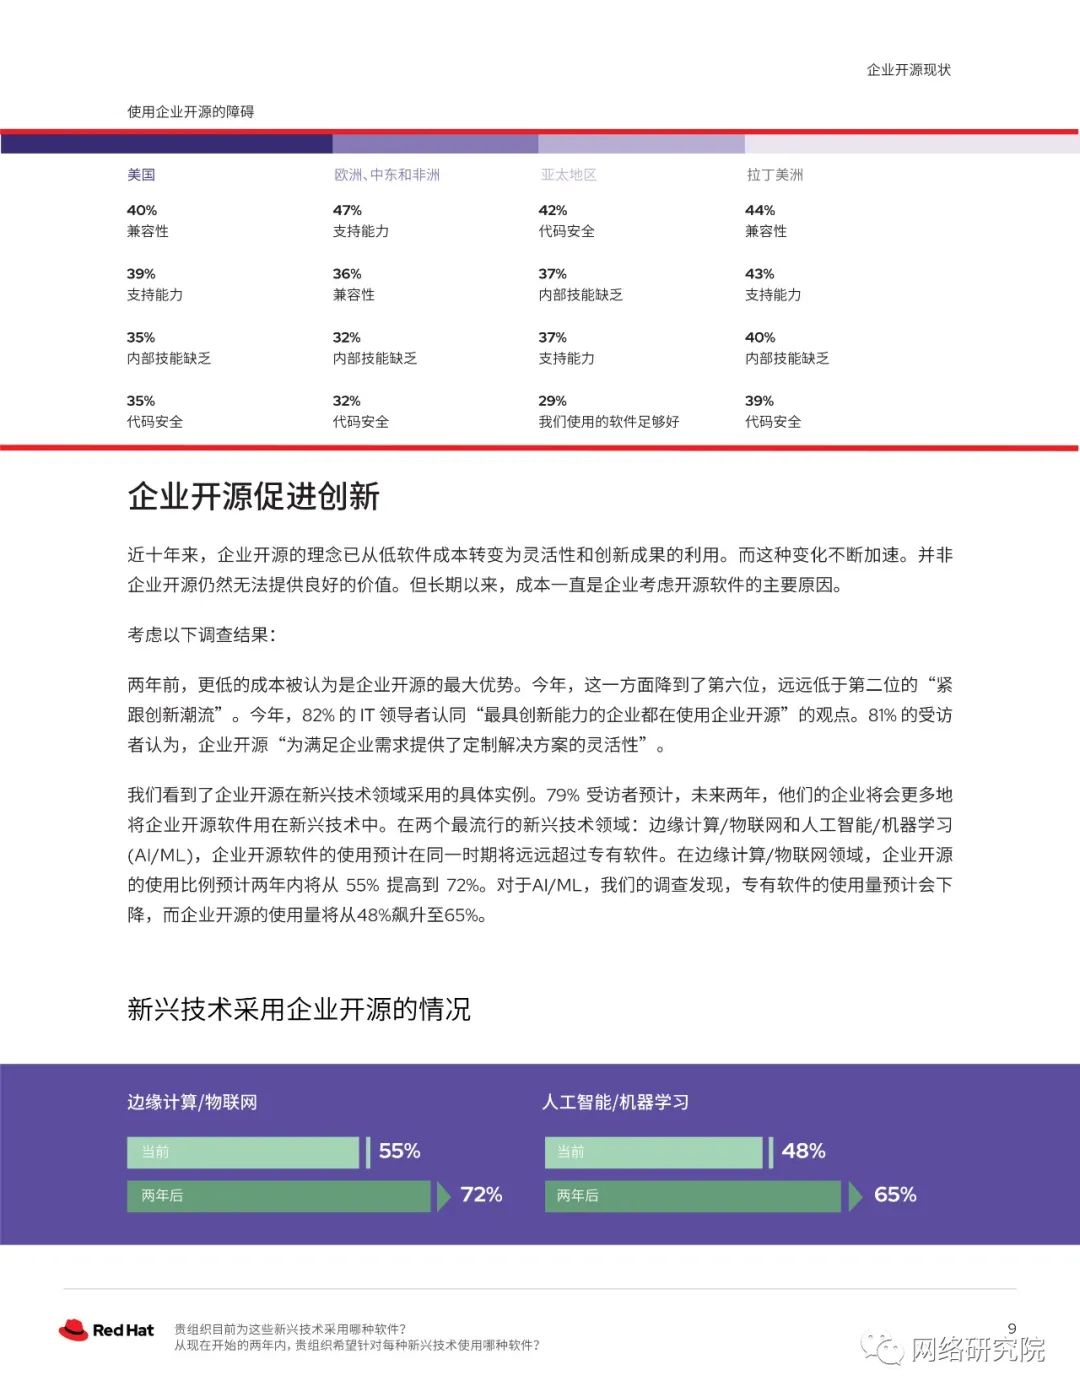 企业开源现状
使用企业开源的障碍
美国
欧洲、中东和非洲
亚太地区
拉丁美洲
40%
47%
42%
44%
兼容性
支持能力
代码安全
兼容性
39%
36%
37%
43%
支持能力
兼容性
内部技能缺乏
支持能力
35%
32%
37%
40%
内部技能缺乏
内部技能缺乏
支持能力
内部技能缺乏
35%
32%
29%
39%
代码安全
代码安全
我们使用的软件足够好
代码安全
企业开源促进创新
近十年来，企业开源的理念已从低软件成本转变为灵活性和创新成果的利用。而这种变化不断加速。并非
企业开源仍然无法提供良好的价值。但长期以来，成本一直是企业考虑开源软件的主要原因。
考虑以下调查结果：
两年前，更低的成本被认为是企业开源的最大优势。今年，这一方面降到了第六位，远远低于第二位的“紧
跟创新潮流”。今年，82% 的 IT 领导者认同“最具创新能力的企业都在使用企业开源”的观点。81% 的受访
者认为，企业开源“为满足企业需求提供了定制解决方案的灵活性”。
我们看到了企业开源在新兴技术领域采用的具体实例。79% 受访者预计，未来两年，他们的企业将会更多地
将企业开源软件用在新兴技术中。在两个最流行的新兴技术领域：边缘计算/物联网和人工智能/机器学习
(AI/ML)，企业开源软件的使用预计在同一时期将远远超过专有软件。在边缘计算/物联网领域，企业开源
的使用比例预计两年内将从 55% 提高到 72%。对于AI/ML，我们的调查发现，专有软件的使用量预计会下
降，而企业开源的使用量将从48%飙升至65%。
新兴技术采用企业开源的情况
边缘计算/物联网
人工智能/机器学习
当前
55%
当前
48%
两年后
72%
两年后
65%
Red Hat
贵组织目前为这些新兴技术采用哪种软件？
从现在开始的两年内，贵组织希望针对每种新兴技术使用哪种软件？
9
网络研究院